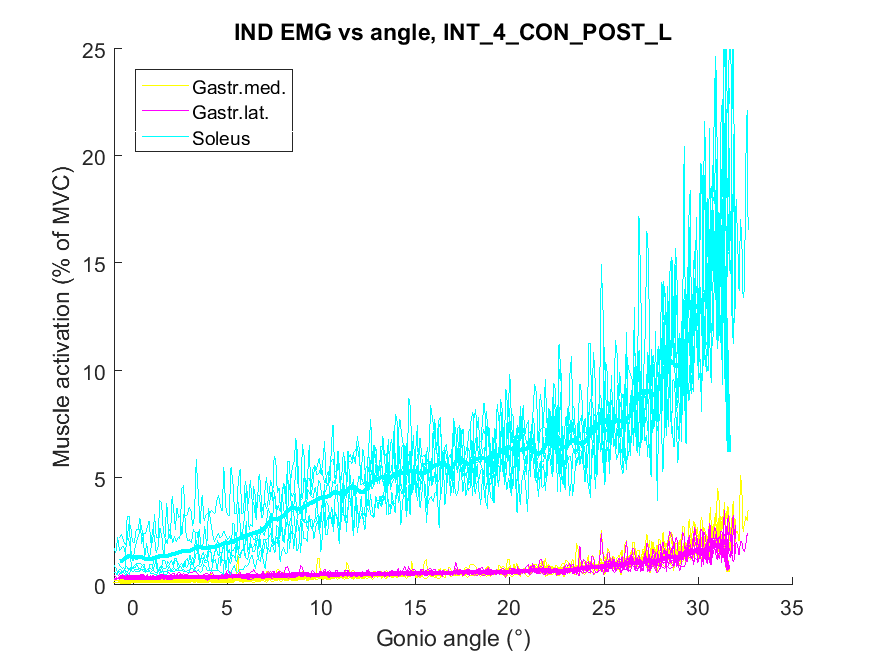 IND EMG vs angle, INT_4_CON_POST_L
25
20
15
10
5
0
Muscle activation (% of MVC)
Gastr.med.
Gastr.lat.
Soleus
0 5 10 15 20 25 30 35
Gonio angle (°)